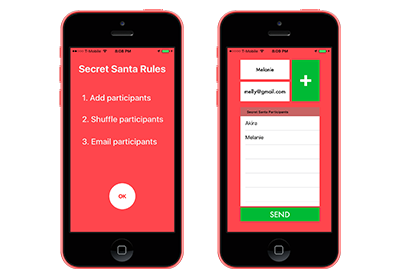 T-Mobile 8:08 PM
Secret Santa Rules
1. Add participants
2. Shuffle participants
3. Email participants
OK
T-Mobile 8:08 PM
Melanie
+
melly@gmail.com
Secret Santa Participants
Akira
Melanie
SEND